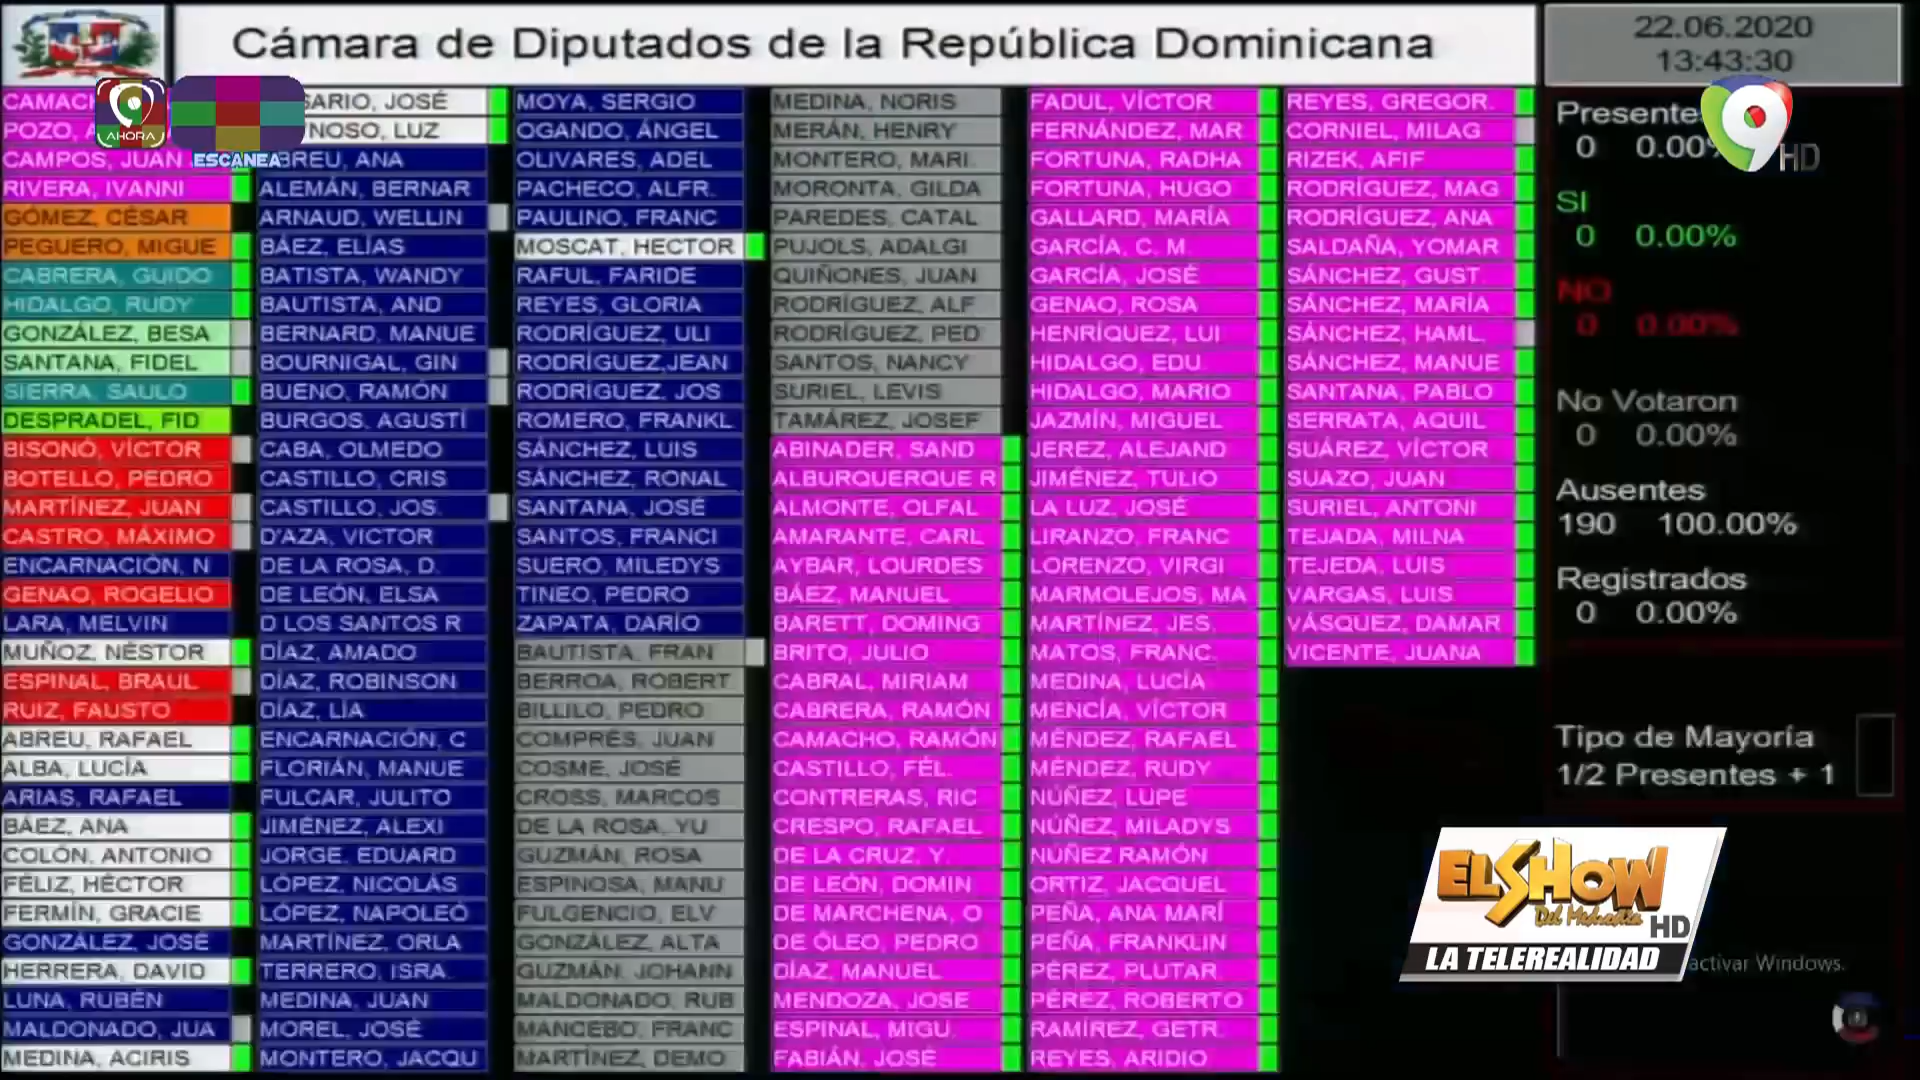 Cámara de Diputados de la República Dominicana
22.06.2020
13:43:30
AHORA
ESCANEA
HD
POZO,
CAMPOS, JUAN
RIVERA, IVANNI
GÓMEZ, CÉSAR
PEGUERO, MIGUE
CABRERA, GUIDO
HIDALGO, RUDY
GONZÁLEZ, BESA
SANTANA, FIDEL
SIERRA, SAULO
DESPRADEL, FID
BISONÓ, VÍCTOR
BOTELLO, PEDRO
MARTÍNEZ, JUAN
CASTRO, MÁXIMO
ENCARNACIÓN, N
GENAO, ROGELIO
LARA, MELVIN
MUÑOZ, NÉSTOR
ESPINAL, BRAUL
RUIZ, FAUSTO
ABREU, RAFAEL
ALBA, LUCÍA
ARIAS, RAFAEL
BÁEZ, ANA
COLÓN, ANTONIO
FÉLIZ, HÉCTOR
FERMÍN, GRACIE
GONZÁLEZ, JOSÉ
HERRERA, DAVID
LUNA, RUBÉN
MALDONADO, JUA
MEDINA, ACIRIS
JOSÉ
LUZ
ANA
ALEMÁN, BERNAR
ARNAUD, WELLIN
BÁEZ, ELÍAS
BATISTA, WANDY
BAUTISTA, AND
BERNARD, MANUE
BOURNIGAL, GIN
BUENO, RAMÓN
BURGOS, AGUSTÍ
CABA, OLMEDO
CASTILLO, CRIS
CASTILLO, JOS.
D'AZA, VICTOR
DE LA ROSA, D.
DE LEÓN, ELSA
D LOS SANTOS R
DÍAZ, AMADO
DÍAZ, ROBINSON
DÍAZ, LÍA
ENCARNACIÓN, C
FLORIÁN, MANUE
FULCAR, JULITO
JIMÉNEZ, ALEXI
JORGE, EDUARD
LÓPEZ, NICOLÁS
LÓPEZ, NAPOLEÓ
MARTÍNEZ, ORLA
TERRERO, ISRA.
MEDINA, JUAN
MOREL, JOSÉ
MONTERO, JACQU
MOYA, SERGIO
OGANDO, ÁNGEL
OLIVARES, ADEL
PACHECO, ALFR.
PAULINO, FRANC
MOSCAT, HECTOR
RAFUL, FARIDE
REYES, GLORIA
RODRÍGUEZ, ULI
RODRÍGUEZ,JEAN
RODRÍGUEZ, JOS
ROMERO, FRANKL
SÁNCHEZ, LUIS
SÁNCHEZ, RONAL
SANTANA, JOSÉ
SANTOS, FRANCI
SUERO, MILEDYS
TINEO, PEDRO
ZAPATA, DARÍO
BAUTISTA, FRAN
BERROA, ROBERT
BILLILO, PEDRO
COMPRÉS, JUAN
COSME, JOSÉ
CROSS, MARCOS
DE LA ROSA, YU
GUZMÁN, ROSA
ESPINOSA, MANU
FULGENCIO, ELV
GONZÁLEZ, ALTA
GUZMÁN, JOHANN
MALDONADO, RUB
MANCEBO, FRANC
MARTÍNEZ, DEMO
MEDINA, NORIS
MERÁN, HENRY
MONTERO, MARI.
MORONTA, GILDA
PAREDES, CATAL
PUJOLS, ADALGI
QUIÑONES, JUAN
RODRÍGUEZ, ALF
RODRÍGUEZ, PED
SANTOS, NANCY
SURIEL, LEVIS
TAMÁREZ, JOSEF
ABINADER, SAND
ALBURQUERQUE R
ALMONTE, OLFAL
AMARANTE, CARL
AYBAR, LOURDES
BÁEZ, MANUEL
BARETT, DOMING
BRITO, JULIO
CABRAL, MIRIAM
CABRERA, RAMÓN
CAMACHO, RAMÓN
CASTILLO, FÉL.
CONTRERAS, RIC
CRESPO, RAFAEL
DE LA CRUZ, Y.
DE LEÓN, DOMIN
DE MARCHENA, O
DE ÓLEO, PEDRO
DÍAZ, MANUEL
MENDOZA, JOSE
ESPINAL, MIGU.
FABIÁN, JOSÉ
FADUL, VÍCTOR
FERNÁNDEZ, MAR
FORTUNA, RADHA
FORTUNA, HUGO
GALLARD, MARÍA
GARCÍA, C. M.
GARCÍA, JOSÉ
GENAO, ROSA
HENRÍQUEZ, LUI
HIDALGO, EDU.
HIDALGO, MARIO
JAZMÍN, MIGUEL
JEREZ, ALEJAND
JIMÉNEZ, TULIO
LA LUZ, JOSÉ
LIRANZO, FRANC
LORENZO, VIRGI
MARMOLEJOS, MA
MARTÍNEZ, JES.
MATOS, FRANC.
MEDINA, LUCÍA
MENCÍA, VÍCTOR
MÉNDEZ, RAFAEL
MÉNDEZ, RUDY
NÚÑEZ, LUPE
NÚÑEZ, MILADYS
NÚÑEZ RAMÓN
ORTIZ, JACQUEL
PEÑA, ANA MARÍ
PEÑA, FRANKLIN
PÉREZ, PLUTAR.
PÉREZ, ROBERTO
RAMÍREZ, GETR.
REYES, ARIDIO
REYES, GREGOR.
CORNIEL, MILAG
RIZEK, AFIF
RODRÍGUEZ, MAG
RODRÍGUEZ, ANA
SALDAÑA, YOMAR
SÁNCHEZ, GUST.
SÁNCHEZ, MARÍA
SÁNCHEZ, HAML.
SÁNCHEZ, MANUE
SANTANA, PABLO
SERRATA, AQUIL
SUÁREZ, VÍCTOR
SUAZO, JUAN
SURIEL, ANTONI
TEJADA, MILNA
TEJEDA, LUIS
VARGAS, LUIS
VÁSQUEZ, DAMAR
VICENTE, JUANA
0 0.00%
SI
0 0.00%
NO
0 0.00%
No Votaron
0 0.00%
Ausentes
190 100.00%
Registrados
0 0.00%
Tipo de Mayoría
1/2 Presentes + 1
EL SHOW
Del Mediodía HD
LA TELEREALIDAD
activar Windows.